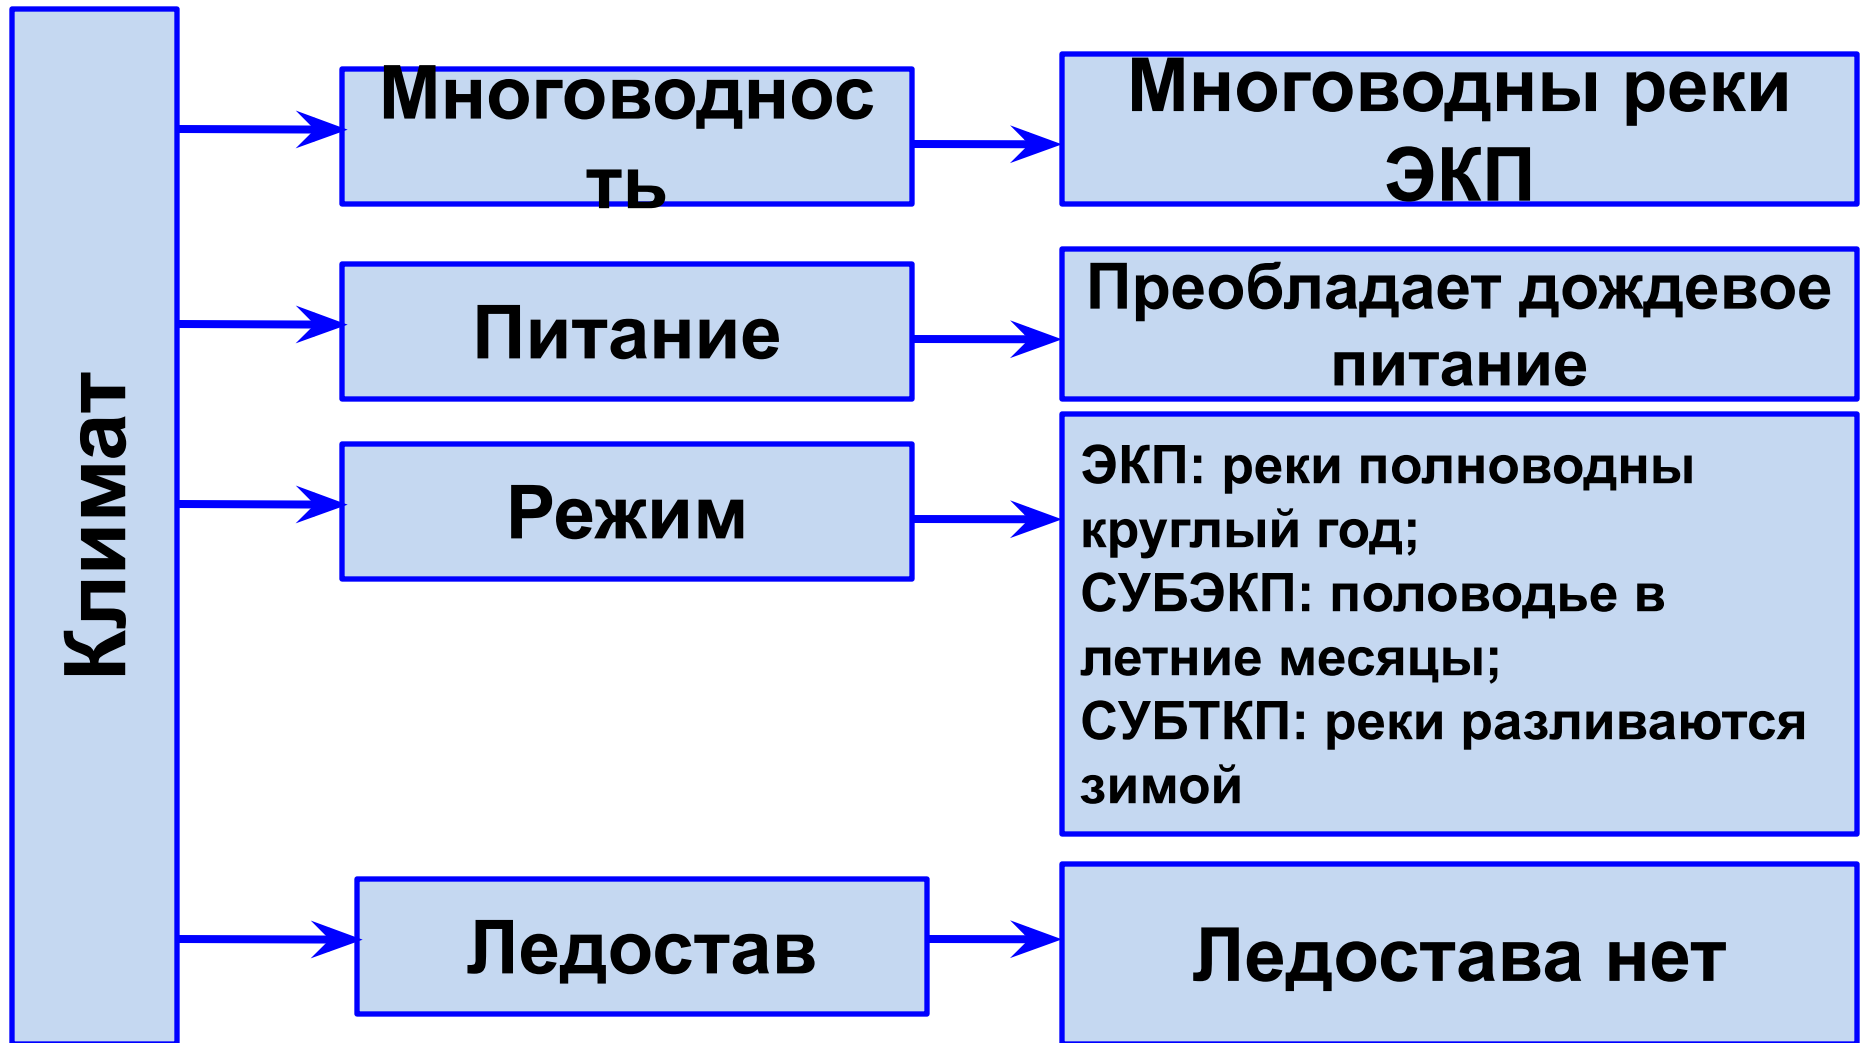 Климат
Многоводнос
ть
Многоводны реки
ЭКП
Питание
Преобладает дождевое
питание
Режим
ЭКП: реки полноводны
круглый год;
СУБЭКП: половодье в
летние месяцы;
СУБТКП: реки разливаются
зимой
Ледостав
Ледостава нет